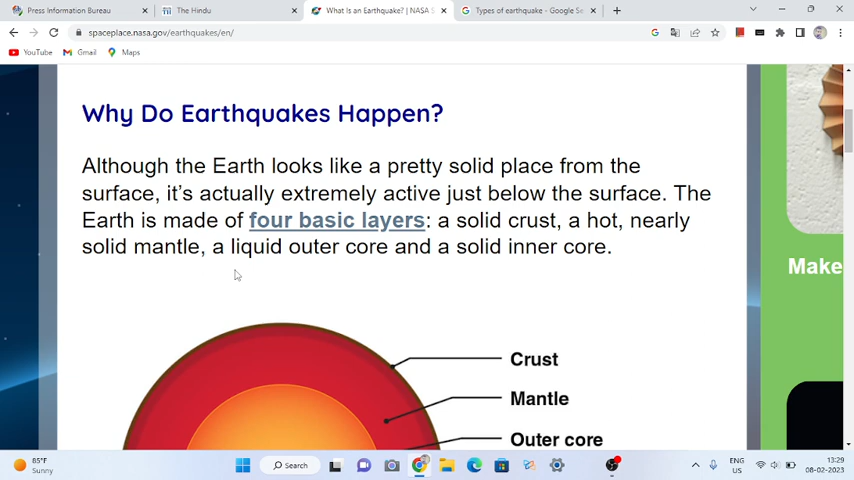 Press Information Bureau
The Hindu
What Is an Earthquake? | NASA S
Types of earthquake - Google Se
spaceplace.nasa.gov/earthquakes/en/
YouTube
Gmail
Maps
Why Do Earthquakes Happen?
Although the Earth looks like a pretty solid place from the
surface, it's actually extremely active just below the surface. The
Earth is made of four basic layers: a solid crust, a hot, nearly
solid mantle, a liquid outer core and a solid inner core.
Make
Crust
Mantle
Outer core
85°F
Sunny
Search
ENG
US
13:29
08-02-2023